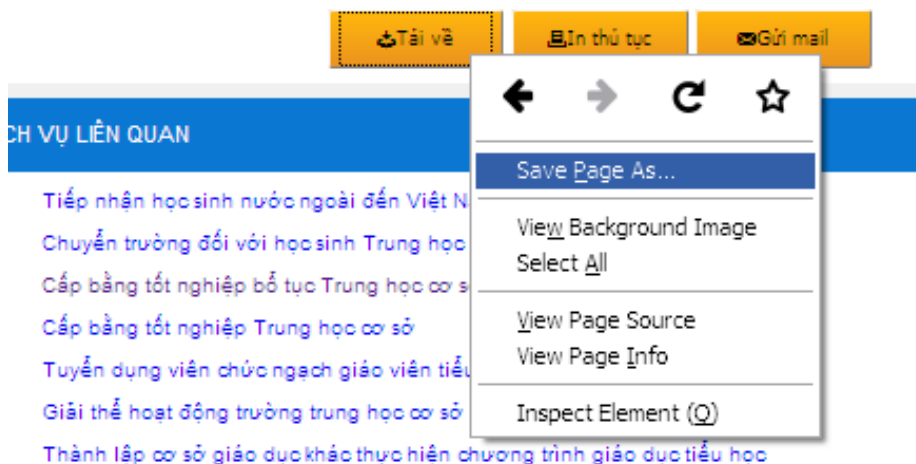 Tải về In thủ tục Gửi mail
CH VỤ LIÊN QUAN
Save Page As...
View Background Image
Select All
View Page Source
View Page Info
Inspect Element (Q)
Tiếp nhận học sinh nước ngoài đến Việt N
Chuyển trường đối với học sinh Trung học
Cấp bằng tốt nghiệp bổ tục Trung học cơ s
Cấp bằng tốt nghiệp Trung học cơ sở
Tuyển dụng viên chức ngạch giáo viên tiểu
Giải thể hoạt động trường trung học cơ sở
Thành lập cơ sở giáo dục khác thực hiện chương trình giáo dục tiểu học